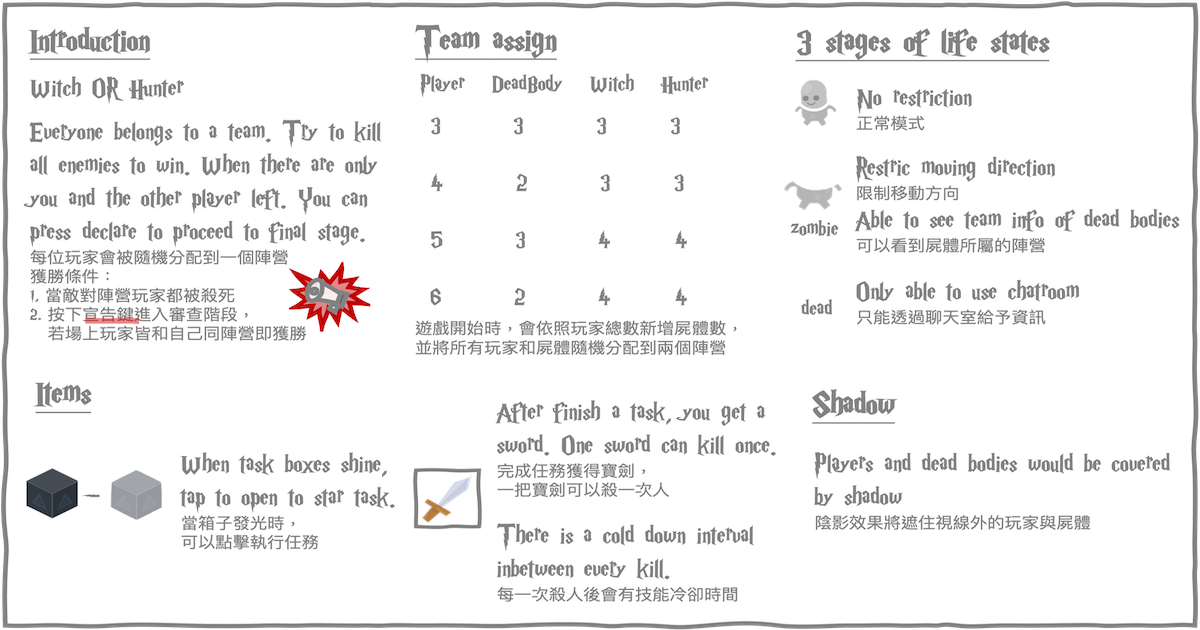 Introduction
Witch OR Hunter
Everyone belongs to a team. Try to kill
all enemies to win. When there are only
you and the other player left. You can
press declare to proceed to final stage.
每位玩家會被隨機分配到一個陣營
獲勝條件：
1. 當敵對陣營玩家都被殺死
2. 按下宣告鍵進入審查階段，
若場上玩家皆和自己同陣營即獲勝
Team assign
Player DeadBody Witch Hunter
3 3 3 3
4 2 3 3
5 3 4 4
6 2 4 4
遊戲開始時，會依照玩家總數新增屍體數，
並將所有玩家和屍體隨機分配到兩個陣營
3 stages of life states
No restriction
正常模式
Restric moving direction
限制移動方向
zombie
Able to see team info of dead bodies
可以看到屍體所屬的陣營
dead
Only able to use chatroom
只能透過聊天室給予資訊
Items
When task boxes shine,
tap to open to star task.
當箱子發光時，
可以點擊執行任務
After finish a task, you get a
sword. One sword can kill once.
完成任務獲得寶劍，
一把寶劍可以殺一次人
There is a cold down interval
inbetween every kill.
每一次殺人後會有技能冷卻時間
Shadow
Players and dead bodies would be covered
by shadow
陰影效果將遮住視線外的玩家與屍體